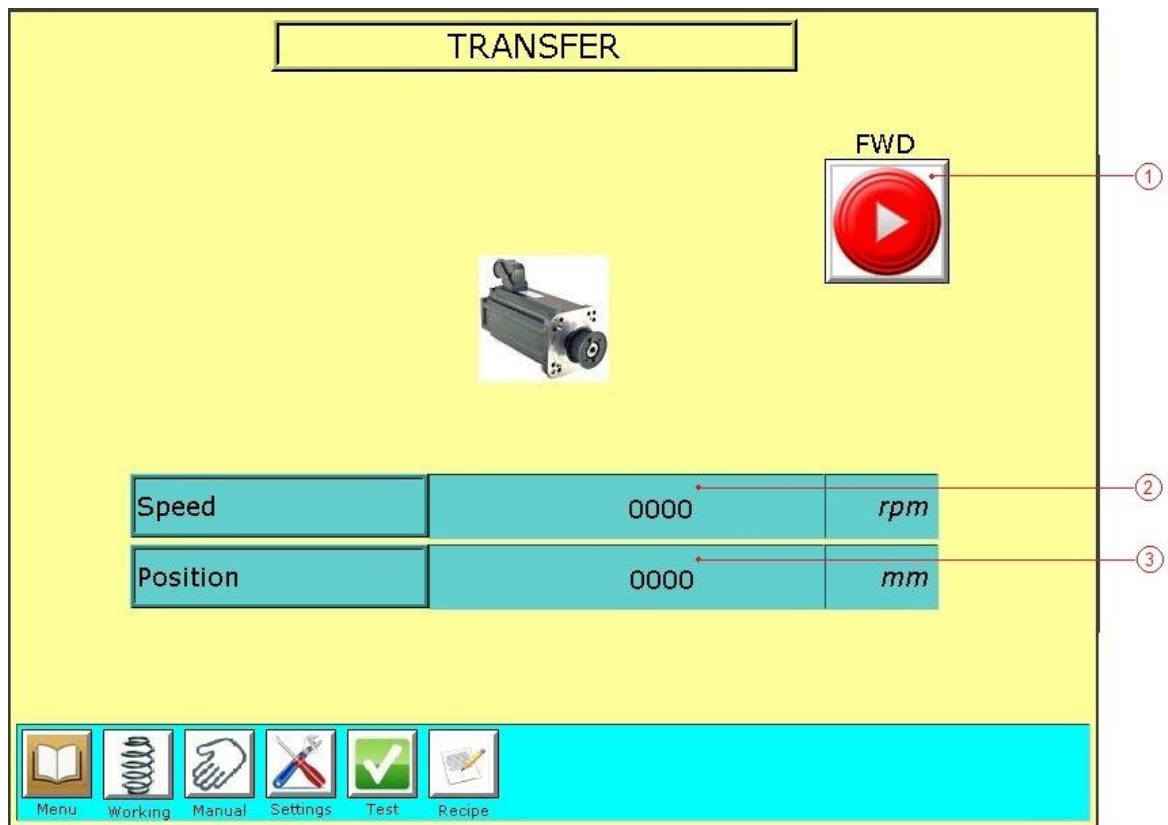 TRANSFER
FWD
1
Speed 0000 rpm
2
Position 0000 mm
3
Menu Working Manual Settings Test Recipe